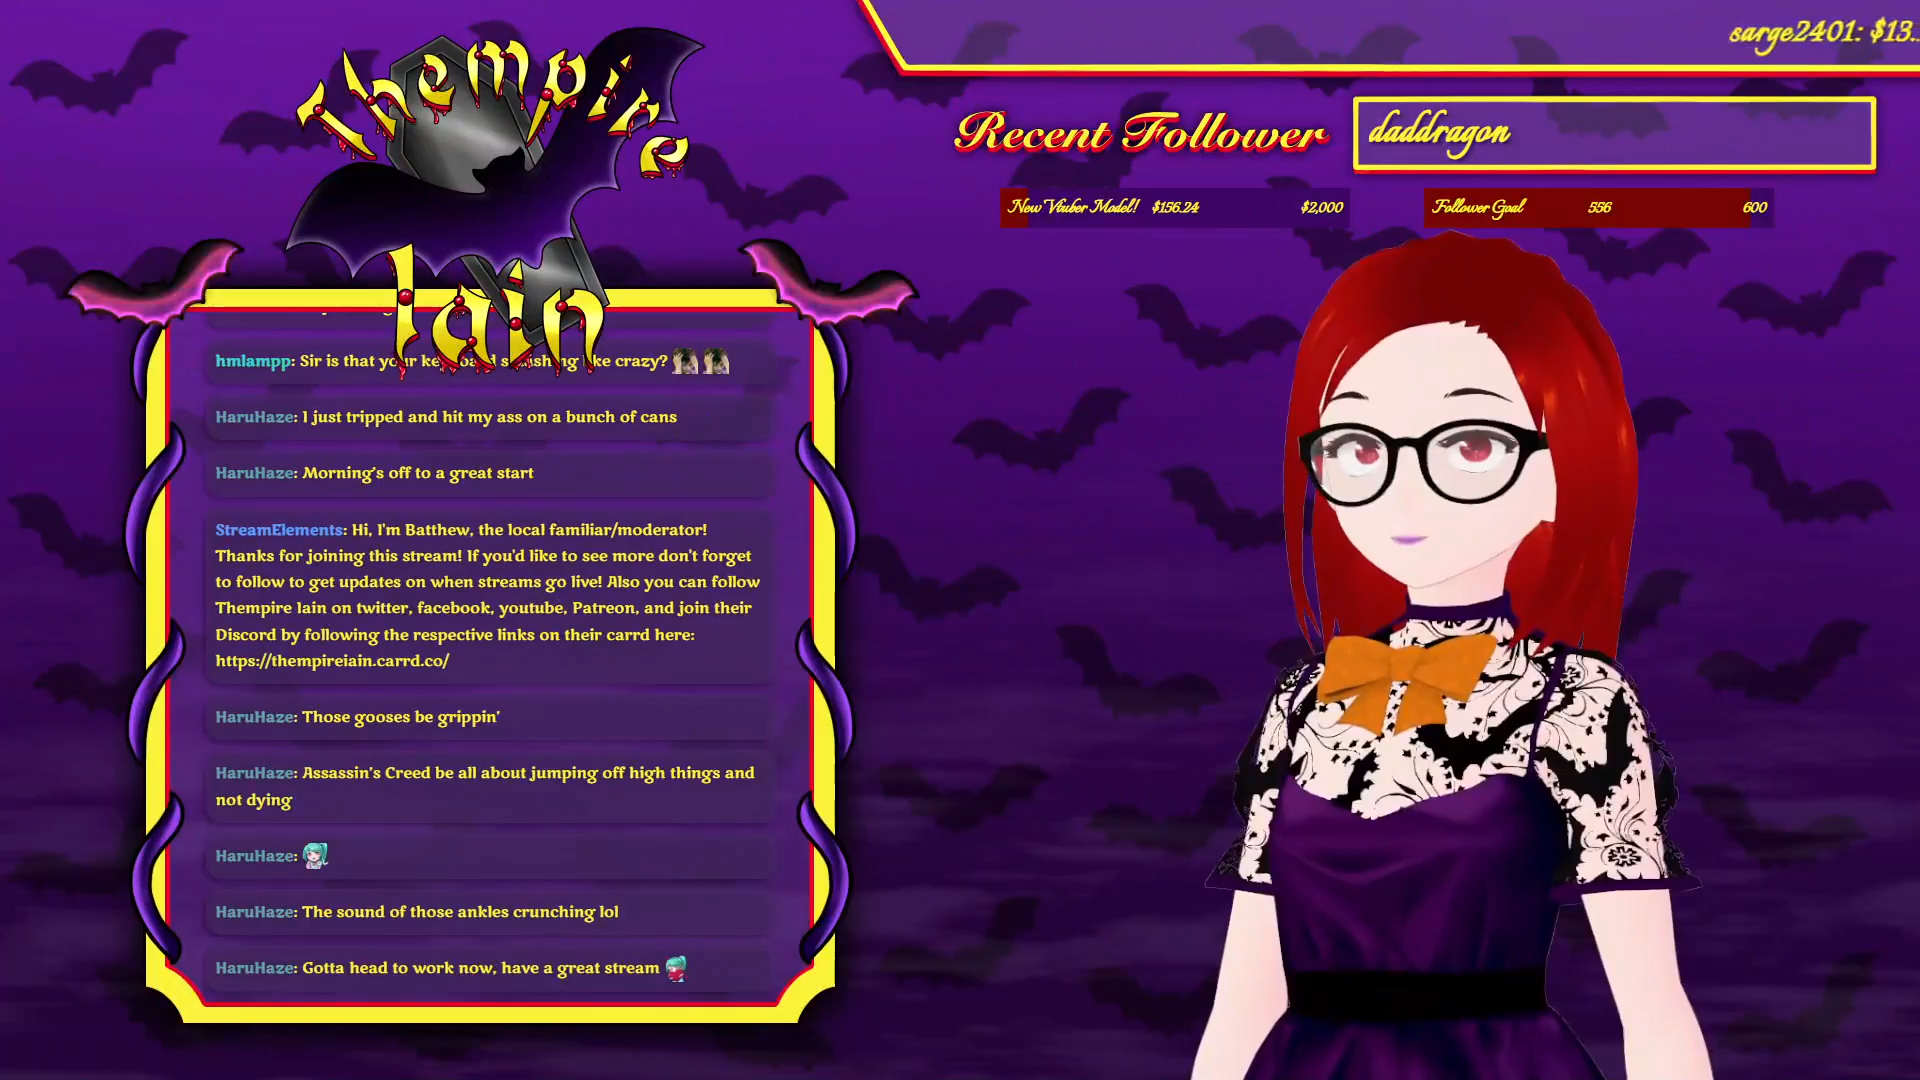 Thempire
Iain
sarge2401: $13..
Recent Follower
daddragon
New Vtuber Model! $156.24 $2,000
Follower Goal 556 600
hmlampp: Sir is that your smashing like crazy?
HaruHaze: I just tripped and hit my ass on a bunch of cans
HaruHaze: Morning's off to a great start
StreamElements: Hi, I'm Batthew, the local familiar/moderator!
Thanks for joining this stream! If you'd like to see more don't forget
to follow to get updates on when streams go live! Also you can follow
Thempire Iain on twitter, facebook, youtube, Patreon, and join their
Discord by following the respective links on their carrd here:
https://thempireiain.carrd.co/
HaruHaze: Those gooses be grippin'
HaruHaze: Assassin's Creed be all about jumping off high things and
not dying
HaruHaze:
HaruHaze: The sound of those ankles crunching lol
HaruHaze: Gotta head to work now, have a great stream